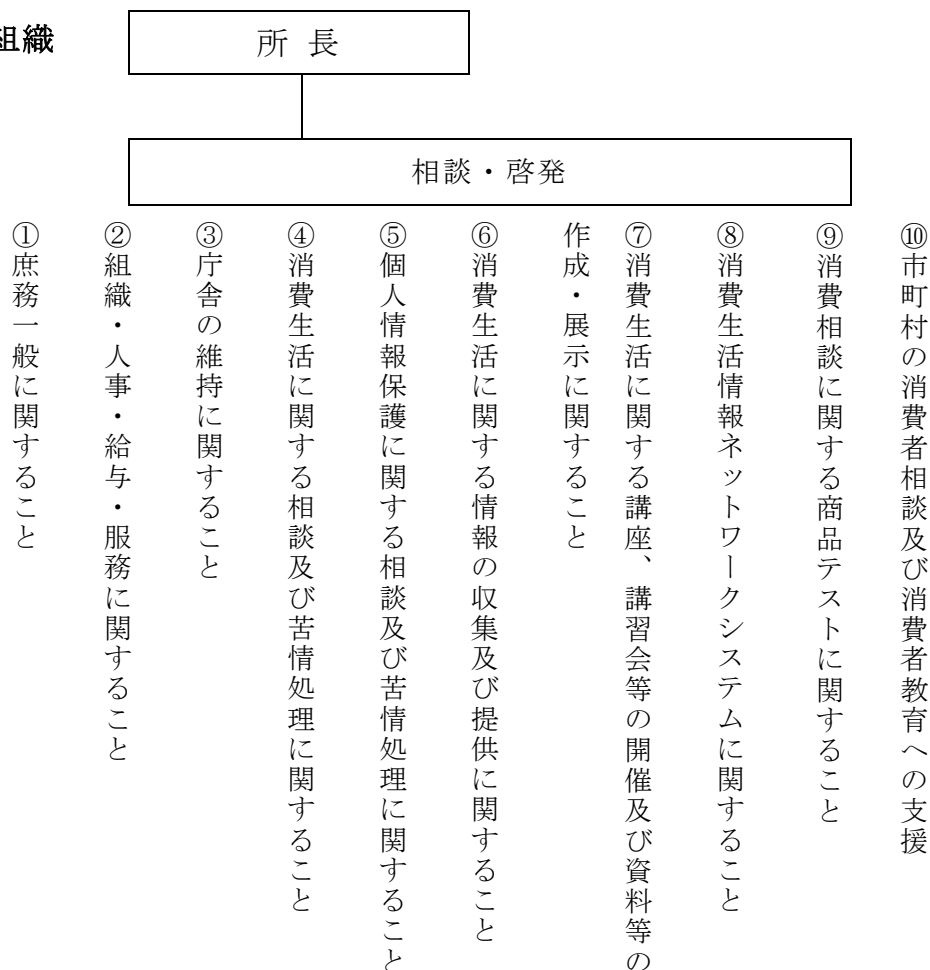 組織
所長
相談・啓発
①庶務一般に関すること
②組織・人事・給与・服務に関すること
③庁舎の維持に関すること
④消費生活に関する相談及び苦情処理に関すること
⑤個人情報保護に関する相談及び苦情処理に関すること
⑥消費生活に関する情報の収集及び提供に関すること
⑦消費生活に関する講座、講習会等の開催及び資料等の
作成・展示に関すること
⑧消費生活情報ネットワークシステムに関すること
⑨消費相談に関する商品テストに関すること
⑩市町村の消費者相談及び消費者教育への支援